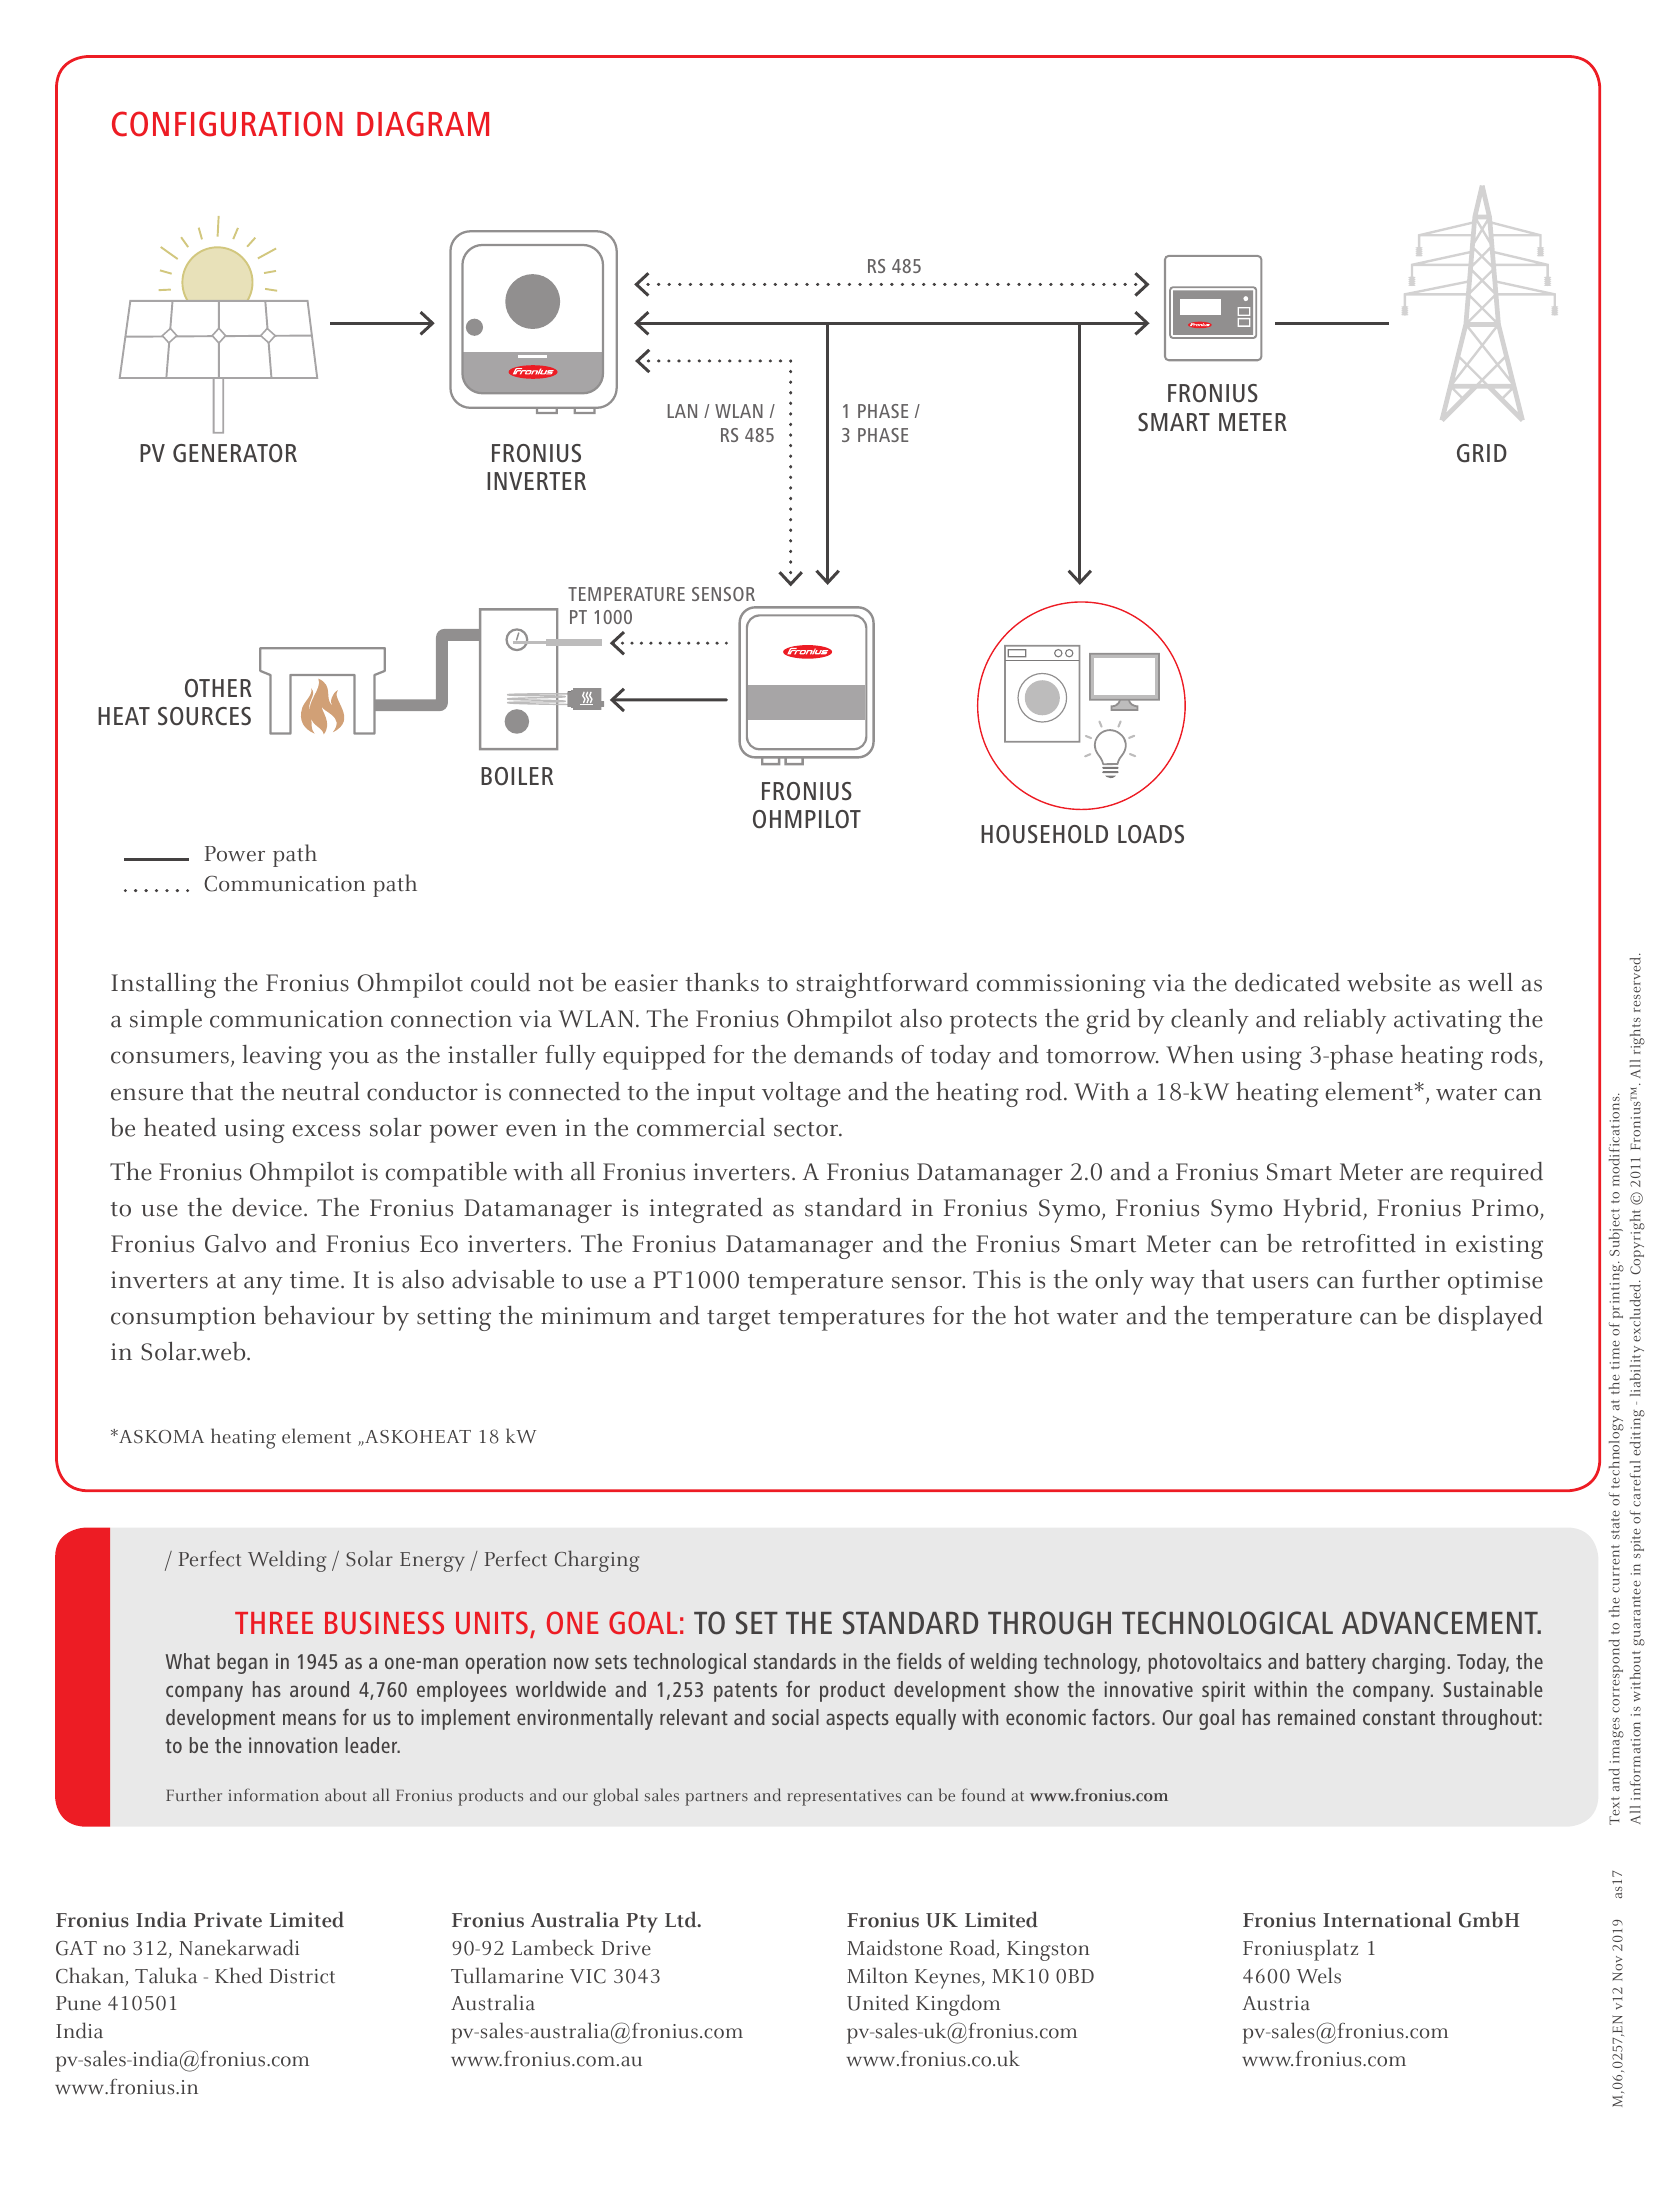 CONFIGURATION DIAGRAM
RS 485
Fronius
Fronius
LAN / WLAN /
RS 485
1 PHASE /
3 PHASE
FRONIUS
SMART METER
PV GENERATOR
FRONIUS
INVERTER
GRID
TEMPERATURE SENSOR
PT 1000
Fronius
OTHER
HEAT SOURCES
BOILER
FRONIUS
OHMPILOT
HOUSEHOLD LOADS
Power path
Communication path
Installing the Fronius Ohmpilot could not be easier thanks to straightforward commissioning via the dedicated website as well as
a simple communication connection via WLAN. The Fronius Ohmpilot also protects the grid by cleanly and reliably activating the
consumers, leaving you as the installer fully equipped for the demands of today and tomorrow. When using 3-phase heating rods,
ensure that the neutral conductor is connected to the input voltage and the heating rod. With a 18-kW heating element*, water can
be heated using excess solar power even in the commercial sector.
The Fronius Ohmpilot is compatible with all Fronius inverters. A Fronius Datamanager 2.0 and a Fronius Smart Meter are required
to use the device. The Fronius Datamanager is integrated as standard in Fronius Symo, Fronius Symo Hybrid, Fronius Primo,
Fronius Galvo and Fronius Eco inverters. The Fronius Datamanager and the Fronius Smart Meter can be retrofitted in existing
inverters at any time. It is also advisable to use a PT1000 temperature sensor. This is the only way that users can further optimise
consumption behaviour by setting the minimum and target temperatures for the hot water and the temperature can be displayed
in Solar.web.
*ASKOMA heating element „ASKOHEAT 18 kW
/ Perfect Welding / Solar Energy / Perfect Charging
THREE BUSINESS UNITS, ONE GOAL: TO SET THE STANDARD THROUGH TECHNOLOGICAL ADVANCEMENT.
What began in 1945 as a one-man operation now sets technological standards in the fields of welding technology, photovoltaics and battery charging. Today, the
company has around 4,760 employees worldwide and 1,253 patents for product development show the innovative spirit within the company. Sustainable
development means for us to implement environmentally relevant and social aspects equally with economic factors. Our goal has remained constant throughout:
to be the innovation leader.
Further information about all Fronius products and our global sales partners and representatives can be found at www.fronius.com
Fronius India Private Limited
GAT no 312, Nanekarwadi
Chakan, Taluka - Khed District
Pune 410501
India
pv-sales-india@fronius.com
www.fronius.in
Fronius Australia Pty Ltd.
90-92 Lambeck Drive
Tullamarine VIC 3043
Australia
pv-sales-australia@fronius.com
www.fronius.com.au
Fronius UK Limited
Maidstone Road, Kingston
Milton Keynes, MK10 0BD
United Kingdom
pv-sales-uk@fronius.com
www.fronius.co.uk
Fronius International GmbH
Froniusplatz 1
4600 Wels
Austria
pv-sales@fronius.com
www.fronius.com
Text and images correspond to the current state of technology at the time of printing. Subject to modifications.
All information is without guarantee in spite of careful editing - liability excluded. Copyright © 2011 Fronius™. All rights reserved.
M,06,0257,EN v12 Nov 2019 as17